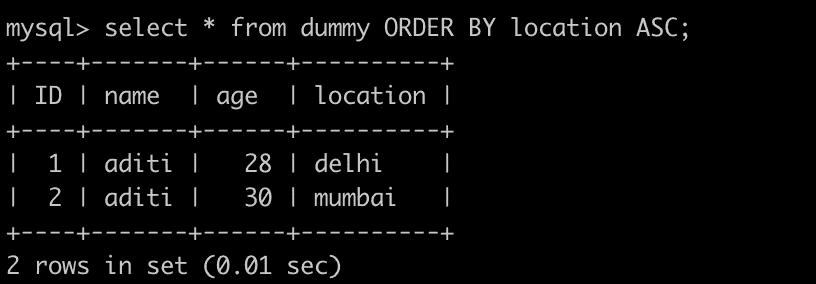 mysql> select * from dummy ORDER BY location ASC;
+----+-------+------+----------+
| ID | name  | age  | location |
+----+-------+------+----------+
|  1 | aditi |   28 | delhi    |
|  2 | aditi |   30 | mumbai   |
+----+-------+------+----------+
2 rows in set (0.01 sec)